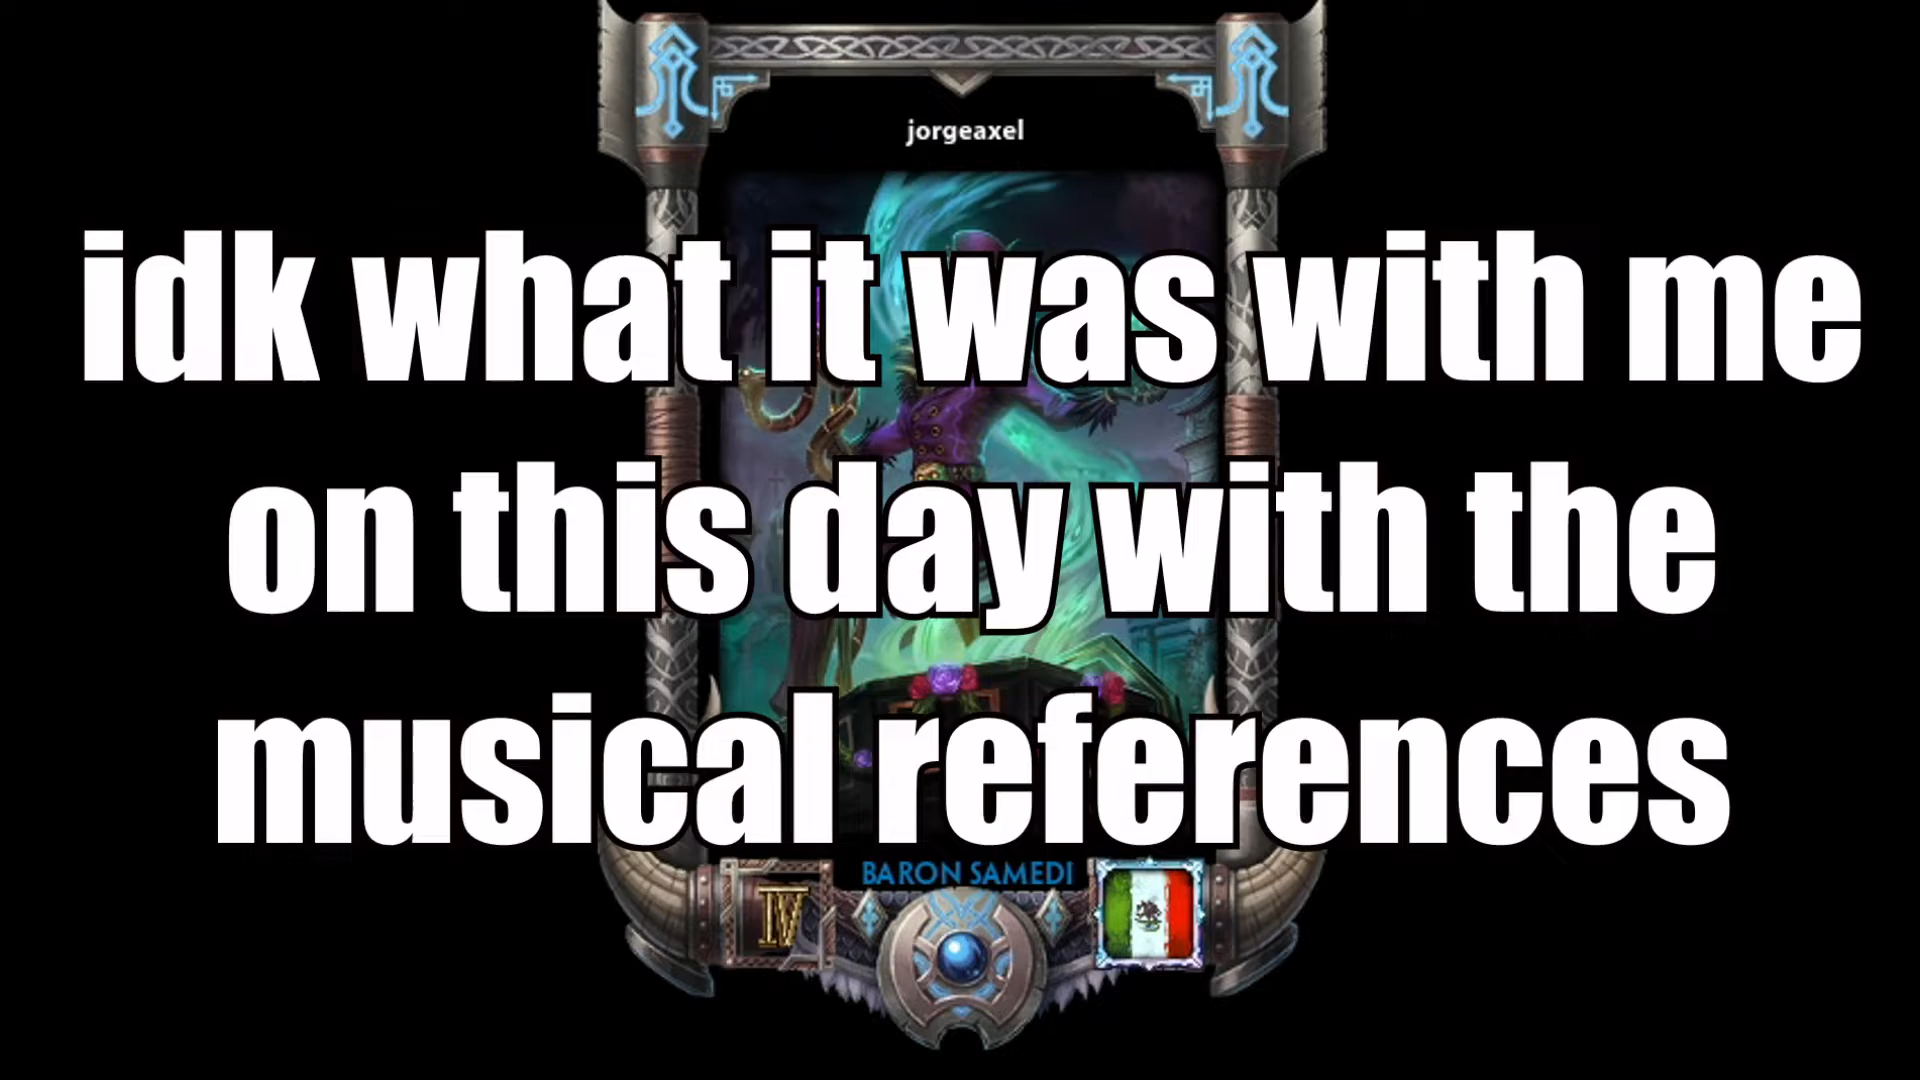 jorgeaxel
idk what it was with me
on this day with the
musical references
BARON SAMEDI
IV